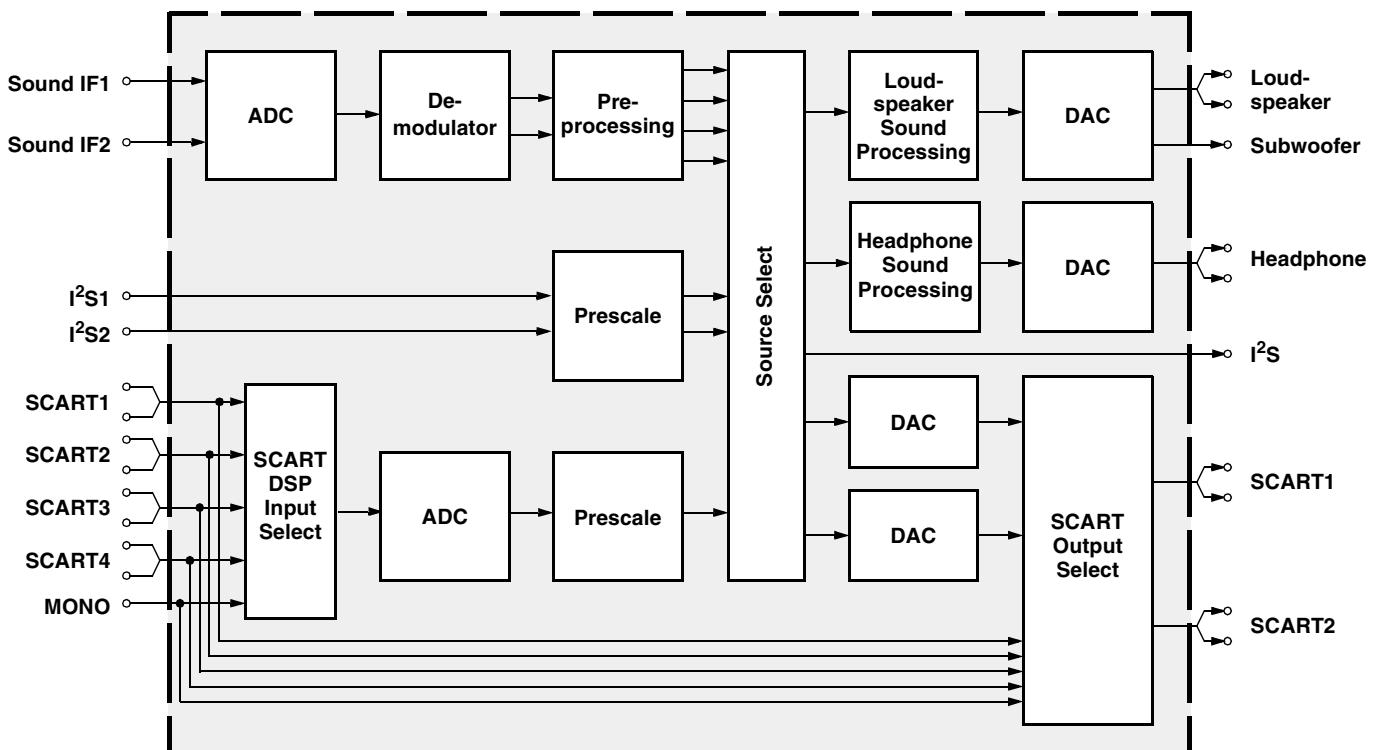 Sound IF1
Sound IF2
ADC
De-
modulator
Pre-
processing
Loud-
speaker
Sound
Processing
DAC
Loud-
speaker
Subwoofer
I²S1
I²S2
Prescale
Source Select
Headphone
Sound
Processing
DAC
Headphone
I²S
SCART1
SCART2
SCART3
SCART4
MONO
SCART
DSP
Input
Select
ADC
Prescale
DAC
DAC
SCART
Output
Select
SCART1
SCART2